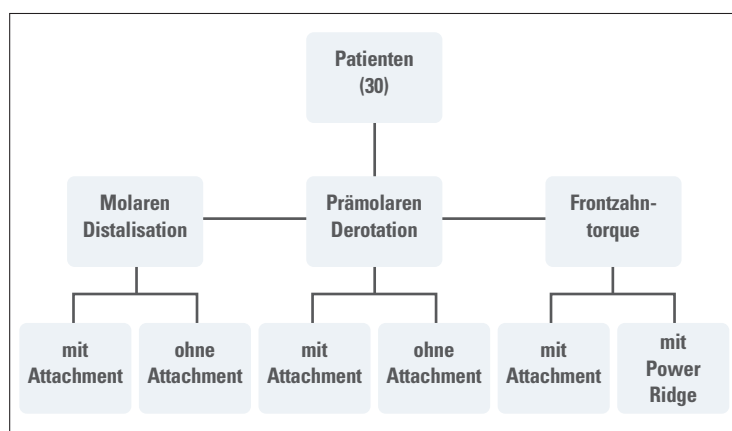 Patienten
(30)
Molaren
Distalisation
Prämolaren
Derotation
Frontzahn-
torque
mit
Attachment
ohne
Attachment
mit
Attachment
ohne
Attachment
mit
Attachment
mit
Power
Ridge